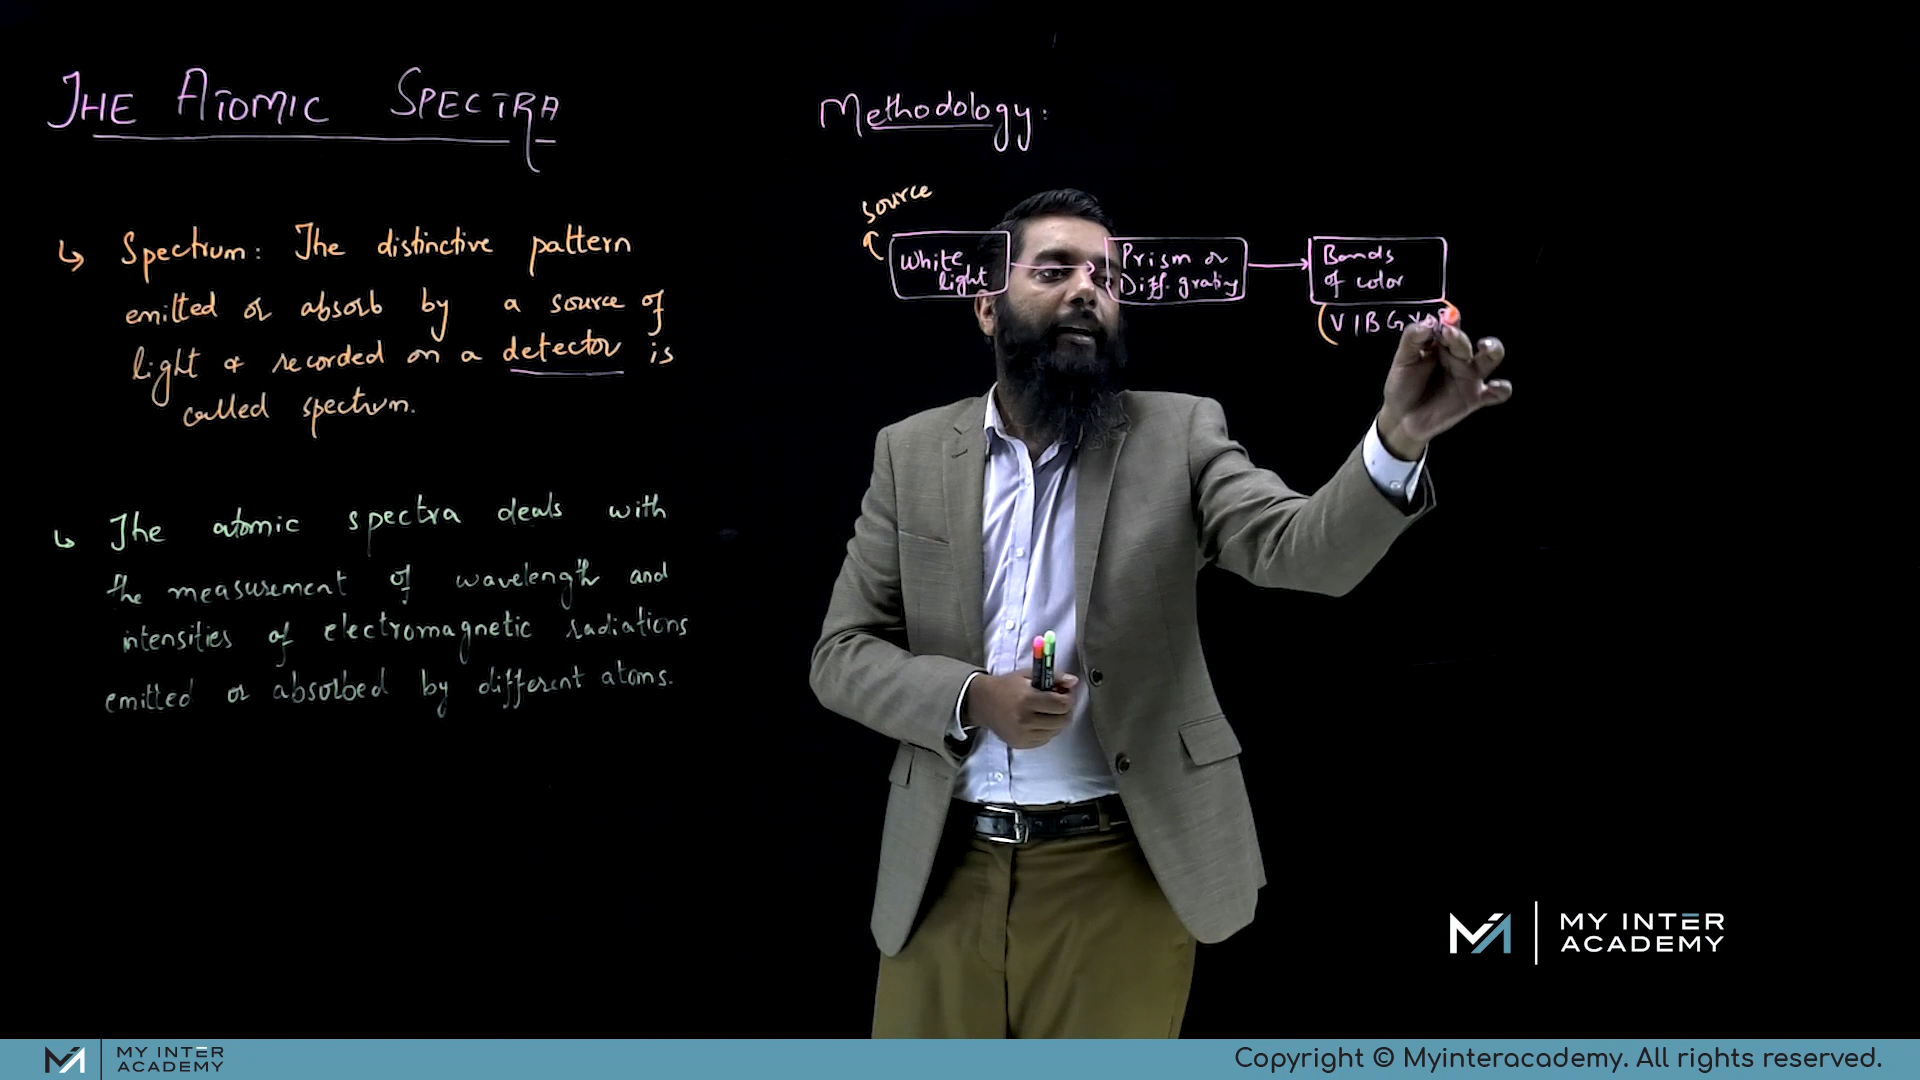 THE ATOMIC SPECTRA
↳ Spectrum: The distinctive pattern
emitted or absorb by a source of
light & recorded on a detector is
called spectrum.
↳ The atomic spectra deals with
the measurement of wavelength and
intensities of electromagnetic radiations
emitted or absorbed by different atoms.
Methodology:
source
White
light
Prism or
Diff. grating
Bands
of color
(VIBGYOR
MY INTER
ACADEMY
MY INTER
ACADEMY
Copyright © Myinteracademy. All rights reserved.